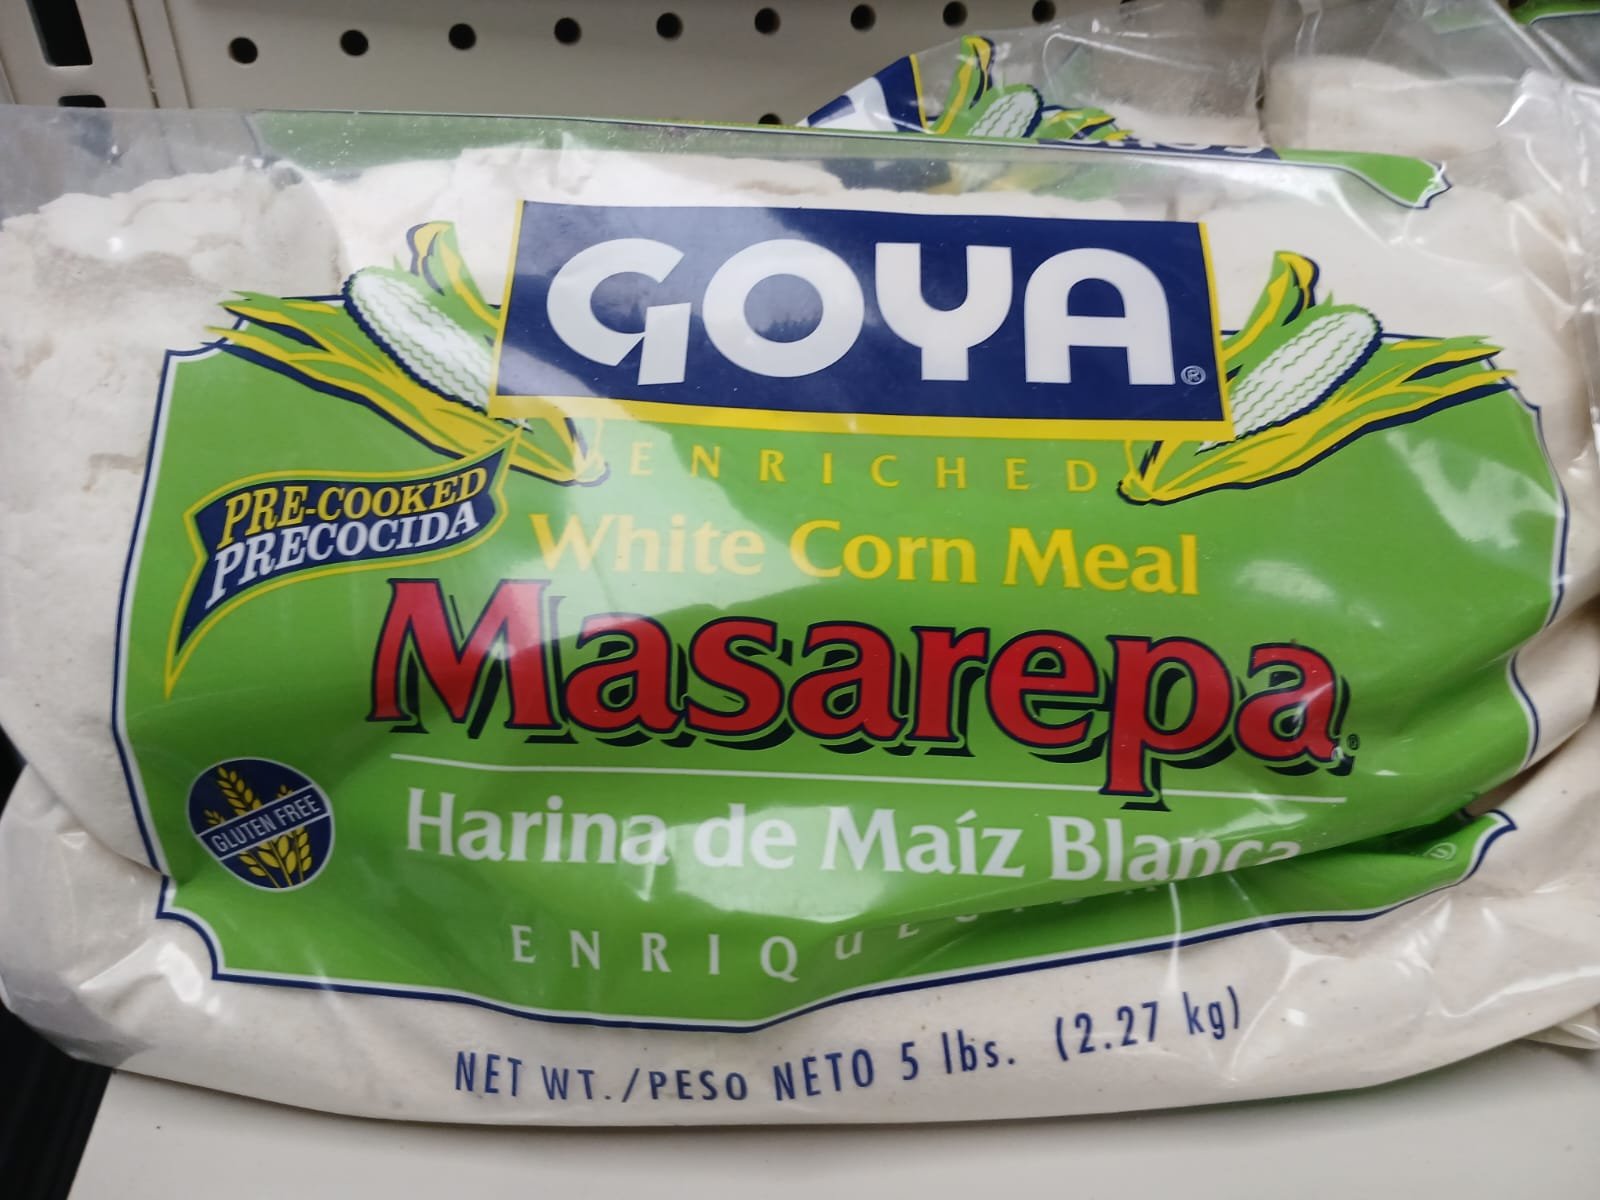 GOYA
ENRICHED
PRE-COOKED
PRECOCIDA
White Corn Meal
Masarepa
GLUTEN FREE
Harina de Maíz Blanca
NET WT./PESO NETO 5 lbs. (2.27 kg)